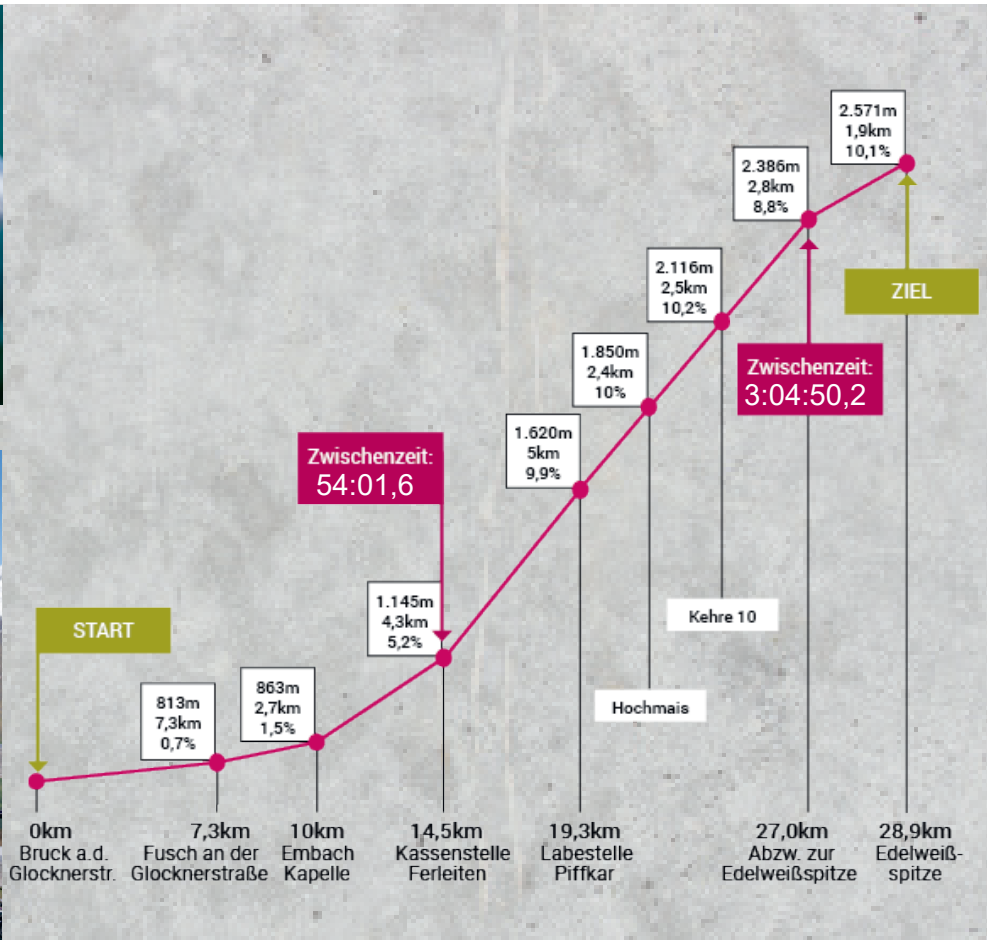 2.571m
1,9km
10,1%
2.386m
2,8km
8,8%
2.116m
2,5km
10,2%
ZIEL
1.850m
2,4km
10%
Zwischenzeit:
3:04:50,2
1.620m
5km
9,9%
Zwischenzeit:
54:01,6
1.145m
4,3km
5,2%
START
Kehre 10
863m
2,7km
1,5%
813m
7,3km
0,7%
Hochmais
0km
Bruck a.d.
Glocknerstr.
7,3km
Fusch an der
Glocknerstraße
10km
Embach
Kapelle
14,5km
Kassenstelle
Ferleiten
19,3km
Labestelle
Piffkar
27,0km
Abzw. zur
Edelweißspitze
28,9km
Edelweiß-
spitze